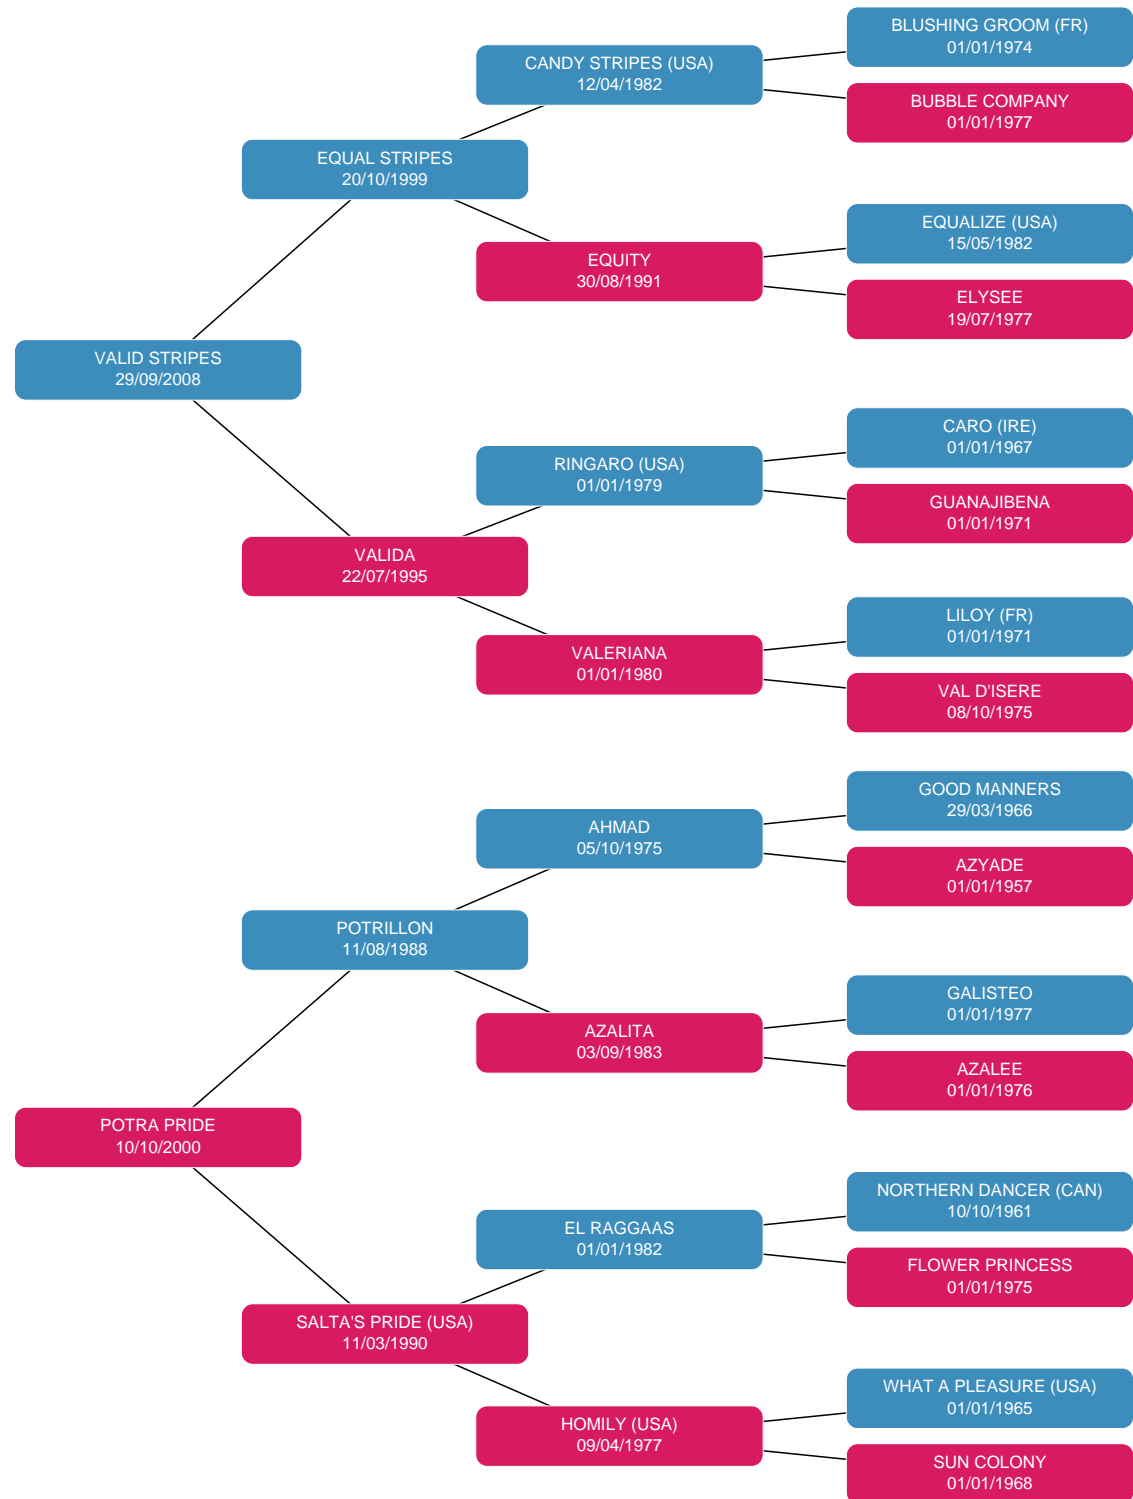 BLUSHING GROOM (FR)
01/01/1974
CANDY STRIPES (USA)
12/04/1982
BUBBLE COMPANY
01/01/1977
EQUAL STRIPES
20/10/1999
EQUALIZE (USA)
15/05/1982
EQUITY
30/08/1991
ELYSEE
19/07/1977
VALID STRIPES
29/09/2008
CARO (IRE)
01/01/1967
RINGARO (USA)
01/01/1979
GUANAJIBENA
01/01/1971
VALIDA
22/07/1995
LILOY (FR)
01/01/1971
VALERIANA
01/01/1980
VAL D'ISERE
08/10/1975
GOOD MANNERS
29/03/1966
AHMAD
05/10/1975
AZYADE
01/01/1957
POTRILLON
11/08/1988
GALISTEO
01/01/1977
AZALITA
03/09/1983
AZALEE
01/01/1976
POTRA PRIDE
10/10/2000
NORTHERN DANCER (CAN)
10/10/1961
EL RAGGAAS
01/01/1982
FLOWER PRINCESS
01/01/1975
SALTA'S PRIDE (USA)
11/03/1990
WHAT A PLEASURE (USA)
01/01/1965
HOMILY (USA)
09/04/1977
SUN COLONY
01/01/1968